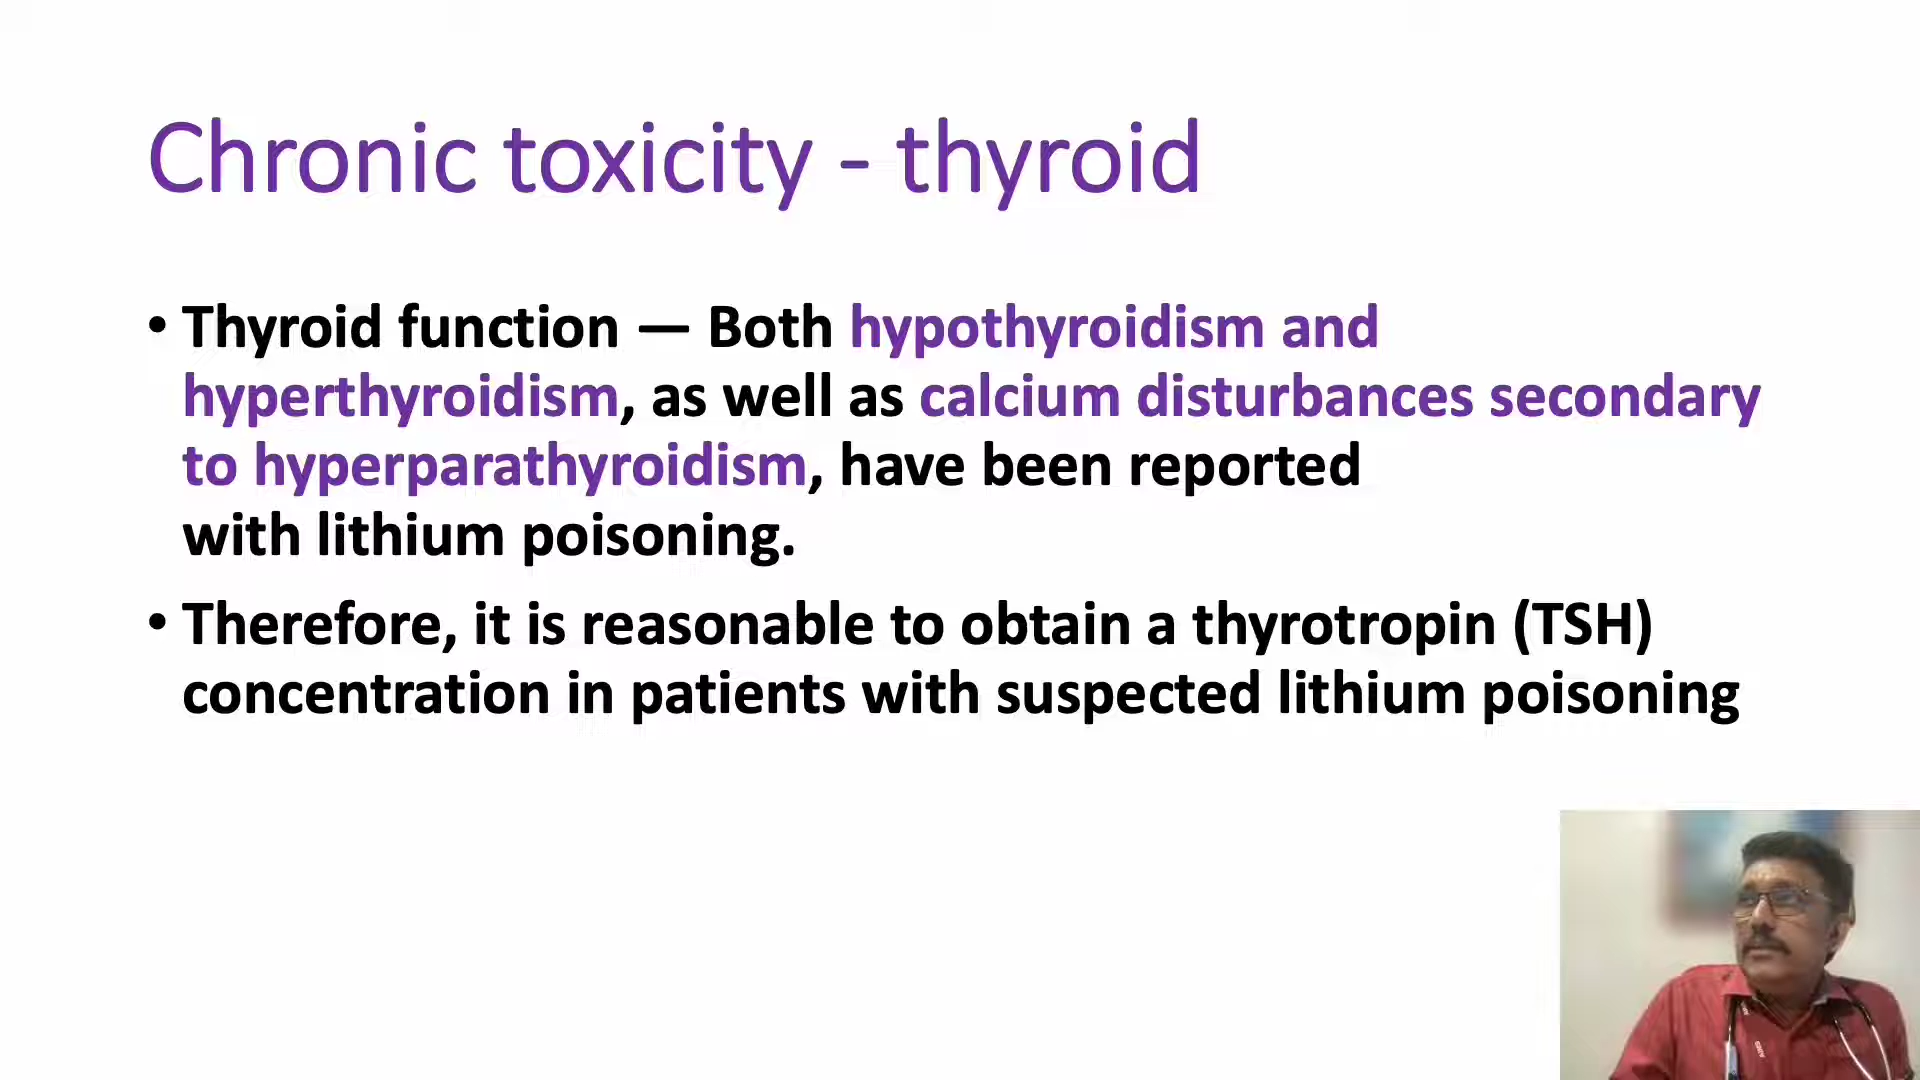 Chronic toxicity - thyroid
• Thyroid function — Both hypothyroidism and
hyperthyroidism, as well as calcium disturbances secondary
to hyperparathyroidism, have been reported
with lithium poisoning.
• Therefore, it is reasonable to obtain a thyrotropin (TSH)
concentration in patients with suspected lithium poisoning